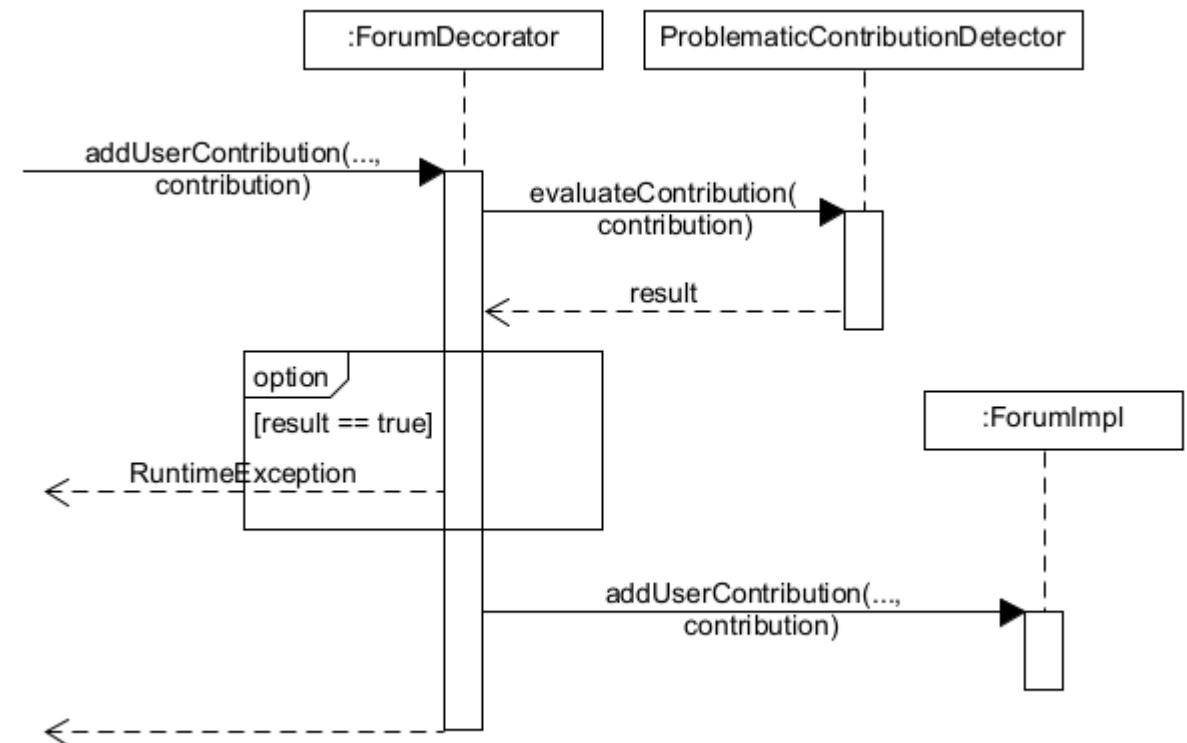 :ForumDecorator
ProblematicContributionDetector
addUserContribution(...,
contribution)
evaluateContribution(
contribution)
result
option
[result == true]
:ForumImpl
RuntimeException
addUserContribution(...,
contribution)